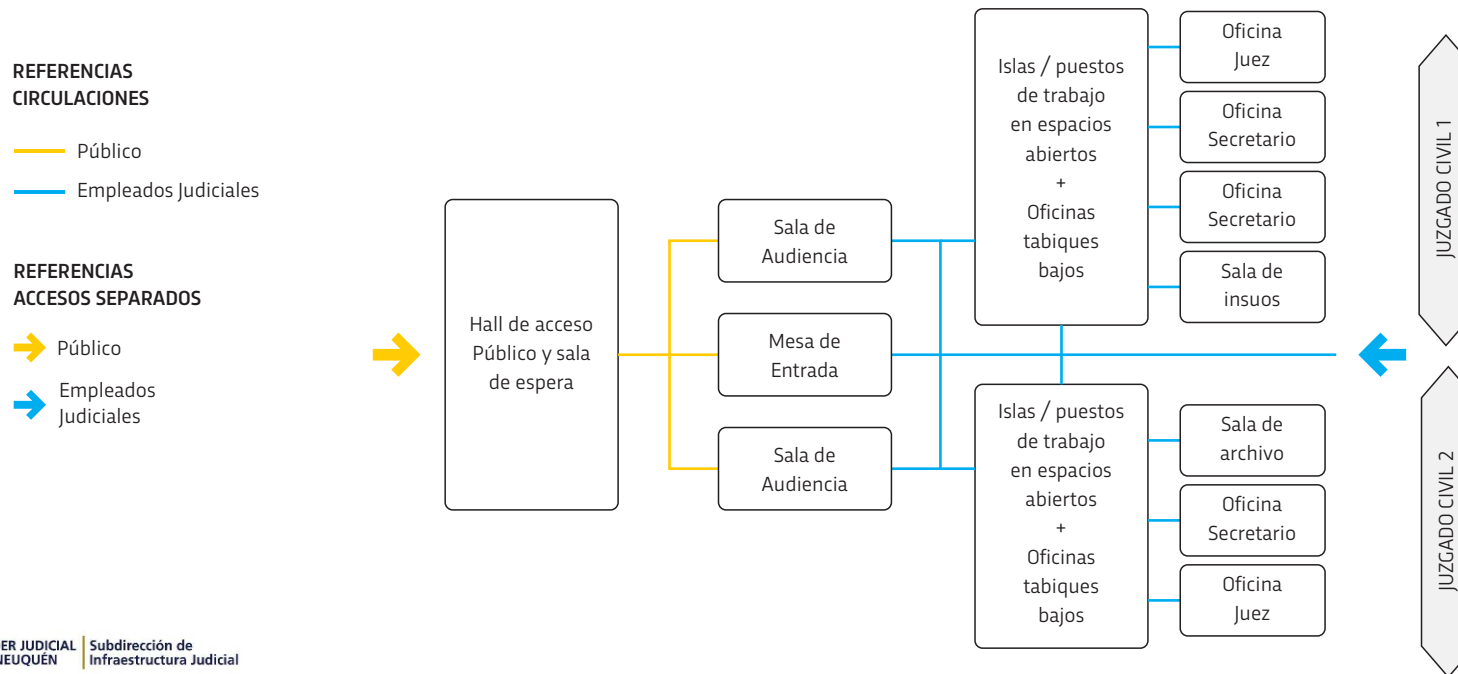 REFERENCIAS
CIRCULACIONES
Público
Empleados Judiciales
REFERENCIAS
ACCESOS SEPARADOS
Público
Empleados
Judiciales
Hall de acceso
Público y sala
de espera
Sala de
Audiencia
Mesa de
Entrada
Sala de
Audiencia
Islas / puestos
de trabajo
en espacios
abiertos
+
Oficinas
tabiques
bajos
Oficina
Juez
Oficina
Secretario
Oficina
Secretario
Sala de
insuos
Islas / puestos
de trabajo
en espacios
abiertos
+
Oficinas
tabiques
bajos
Sala de
archivo
Oficina
Secretario
Oficina
Juez
JUZGADO CIVIL 1
JUZGADO CIVIL 2
DER JUDICIAL
NEUQUÉN
Subdirección de
Infraestructura Judicial